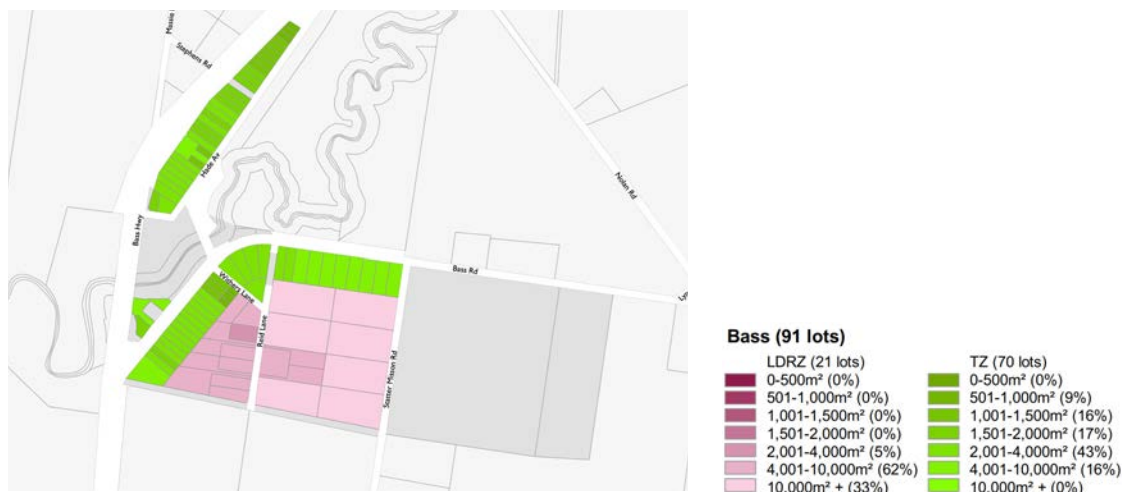 Massie
Stephens Rd
Hade Av
Bass Hwy
Nolan Rd
Bass Rd
Withers Lane
Reid Lane
Soldier Mison Rd
Bass (91 lots)
LDRZ (21 lots)
0-500m² (0%)
501-1,000m² (0%)
1,001-1,500m² (0%)
1,501-2,000m² (0%)
2,001-4,000m² (5%)
4,001-10,000m² (62%)
10,000m² + (33%)
TZ (70 lots)
0-500m² (0%)
501-1,000m² (9%)
1,001-1,500m² (16%)
1,501-2,000m² (17%)
2,001-4,000m² (43%)
4,001-10,000m² (16%)
10,000m² + (0%)